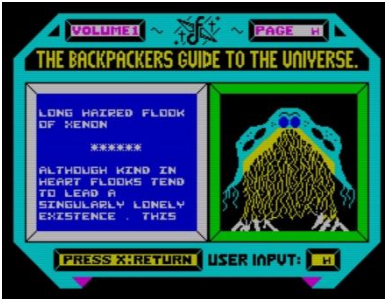 VOLUME1 ~ ~ PAGE H
THE BACKPACKERS GUIDE TO THE UNIVERSE.
LONG HAIRED FLOOK
OF XENON
******
ALTHOUGH KIND IN
HEART FLOOKS TEND
TO LEAD A
SINGULARLY LONELY
EXISTENCE . THIS
PRESS X:RETURN USER INPUT: H